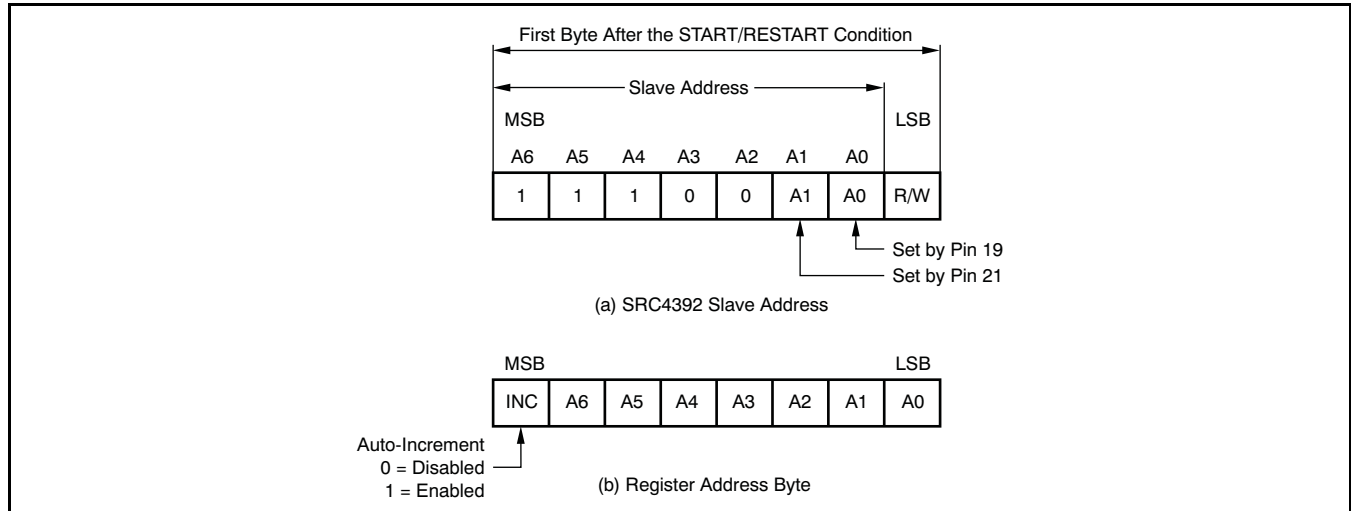 First Byte After the START/RESTART Condition
Slave Address
MSB LSB
A6 A5 A4 A3 A2 A1 A0
1 1 1 0 0 A1 A0 R/W
Set by Pin 19
Set by Pin 21
(a) SRC4392 Slave Address
MSB LSB
INC A6 A5 A4 A3 A2 A1 A0
Auto-Increment
0 = Disabled
1 = Enabled
(b) Register Address Byte